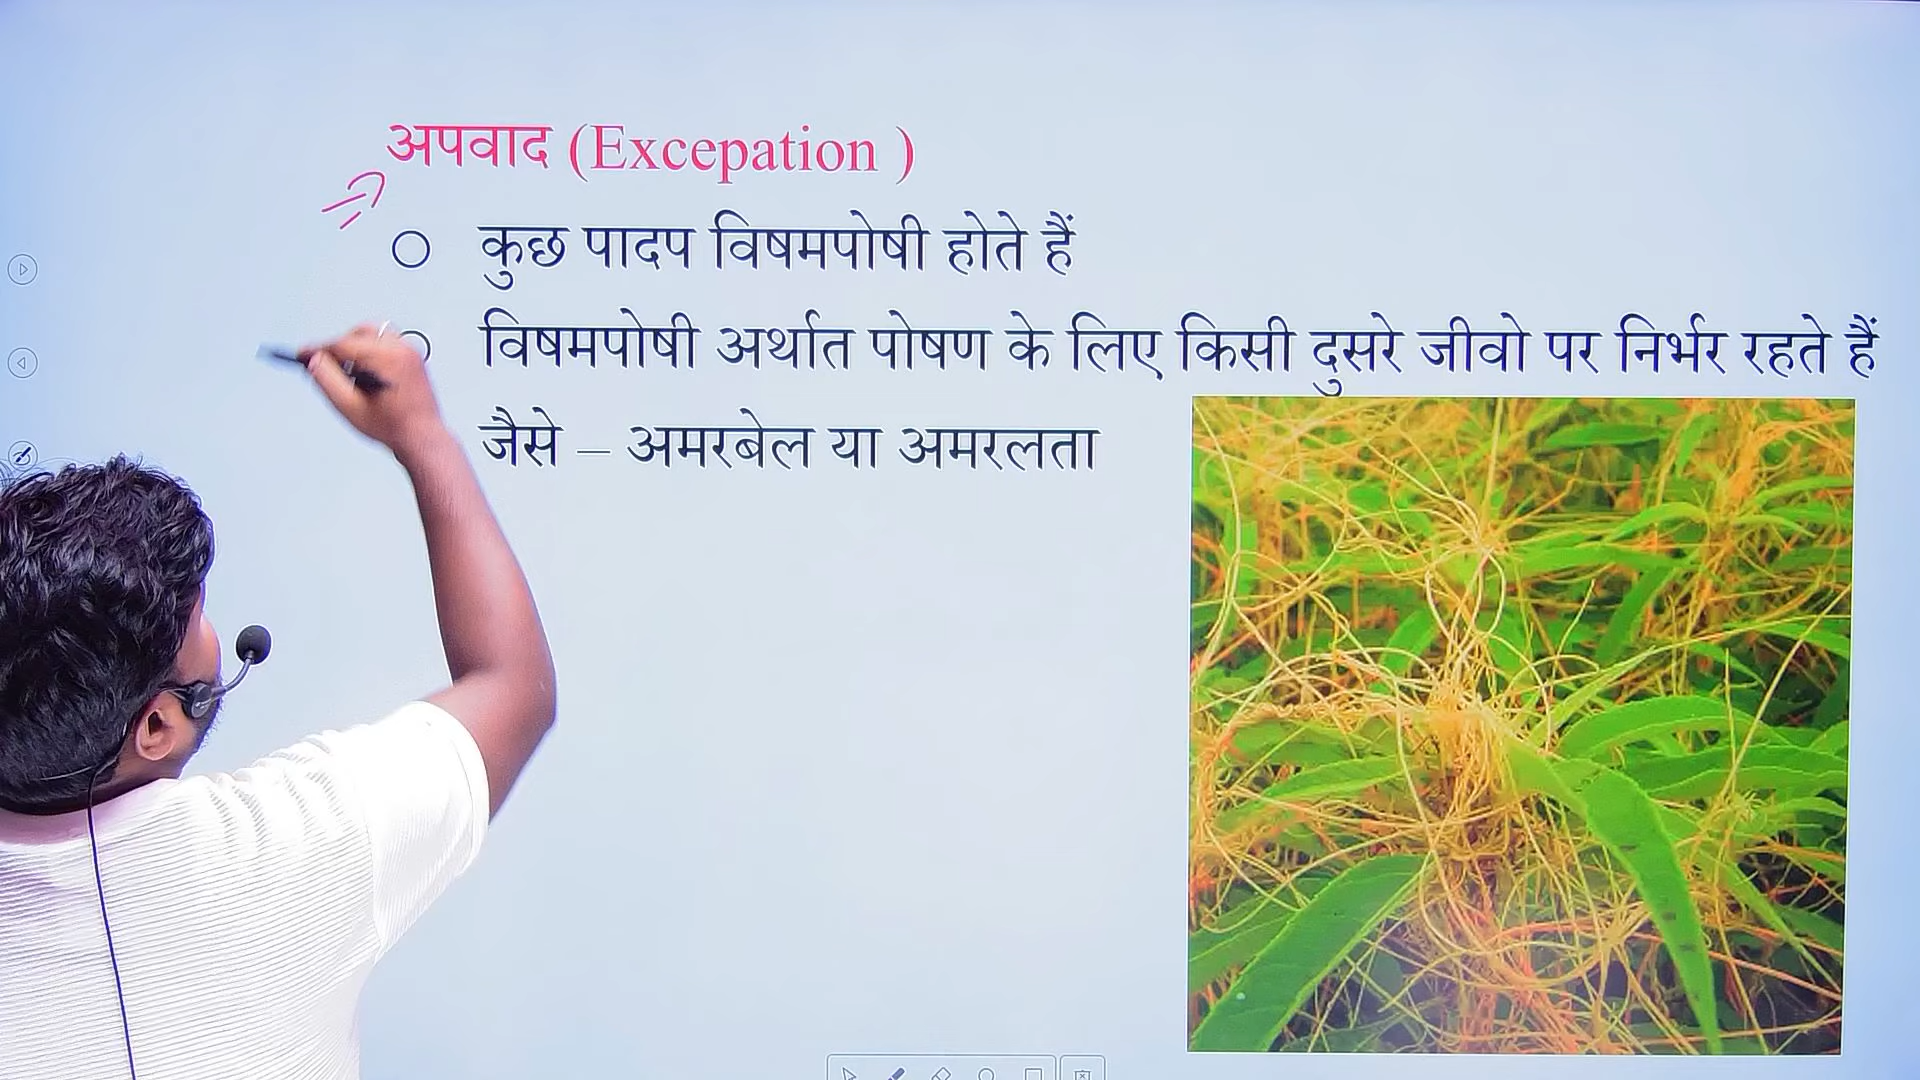 अपवाद (Excepation )
कुछ पादप विषमपोषी होते हैं
विषमपोषी अर्थात पोषण के लिए किसी दुसरे जीवो पर निर्भर रहते हैं
जैसे – अमरबेल या अमरलता